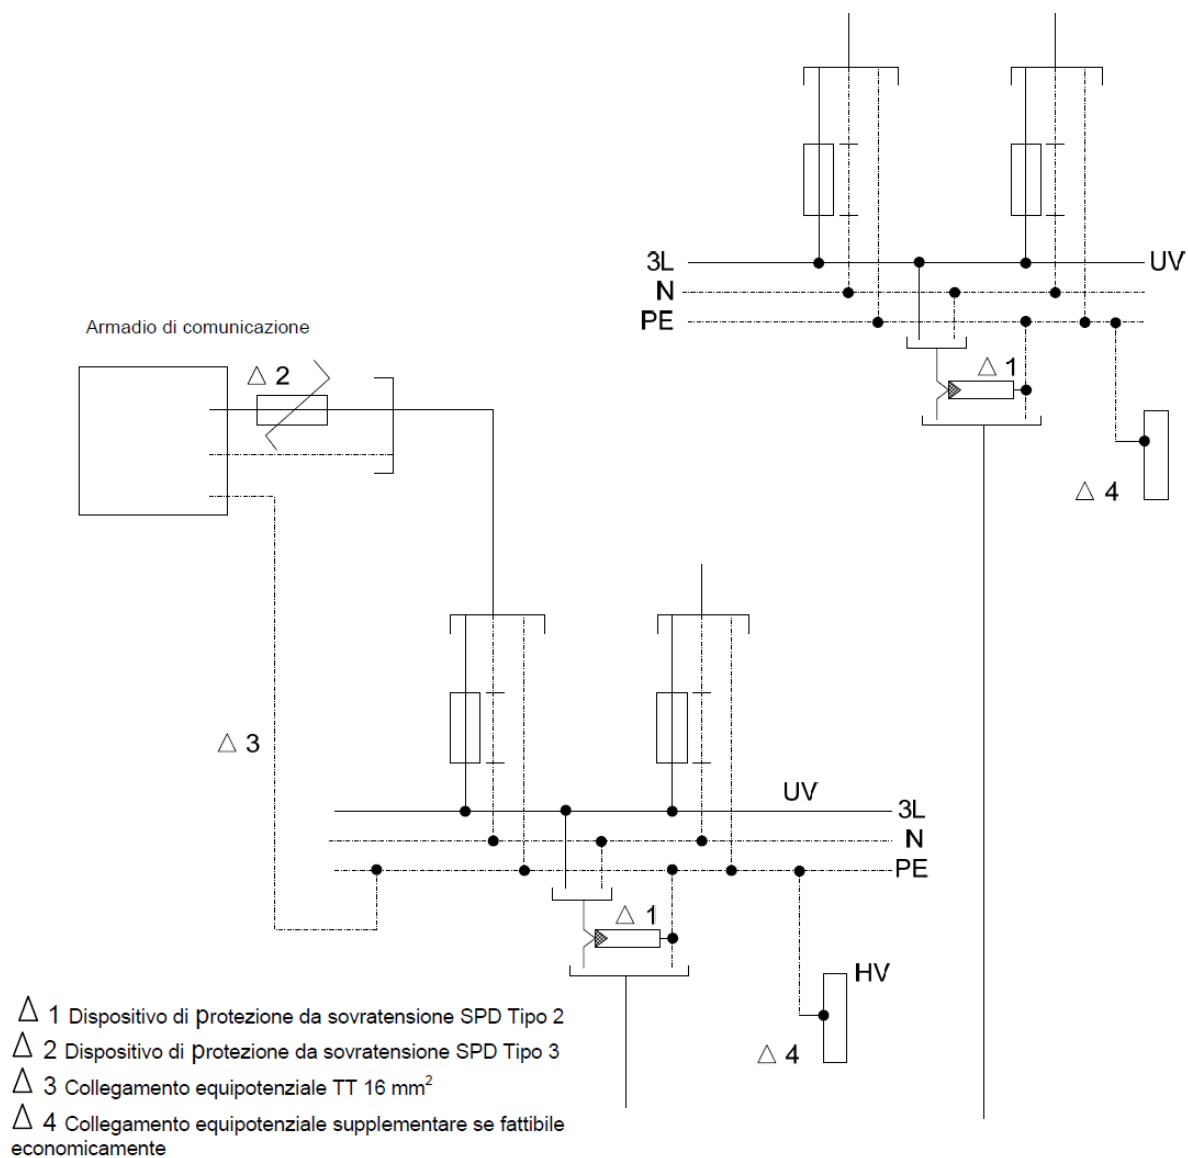 3L
UV
N
PE
Armadio di comunicazione
Δ 2
Δ 1
Δ 4
Δ 3
UV
3L
N
PE
Δ 1
HV
Δ 4
Δ 1 Dispositivo di protezione da sovratensione SPD Tipo 2
Δ 2 Dispositivo di protezione da sovratensione SPD Tipo 3
Δ 3 Collegamento equipotenziale TT 16 mm²
Δ 4 Collegamento equipotenziale supplementare se fattibile
economicamente